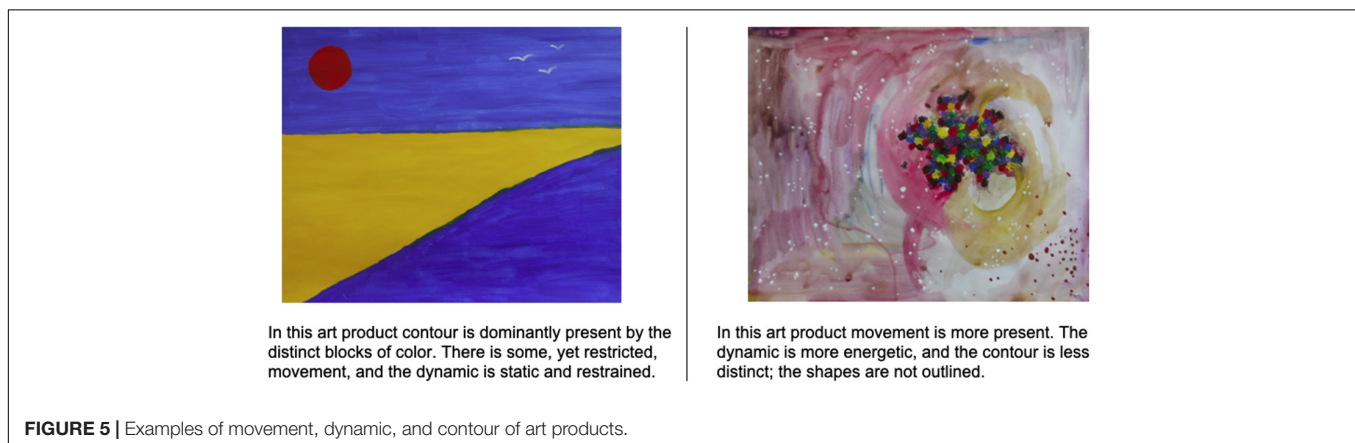 In this art product contour is dominantly present by the
distinct blocks of color. There is some, yet restricted,
movement, and the dynamic is static and restrained.
In this art product movement is more present. The
dynamic is more energetic, and the contour is less
distinct; the shapes are not outlined.
FIGURE 5 | Examples of movement, dynamic, and contour of art products.